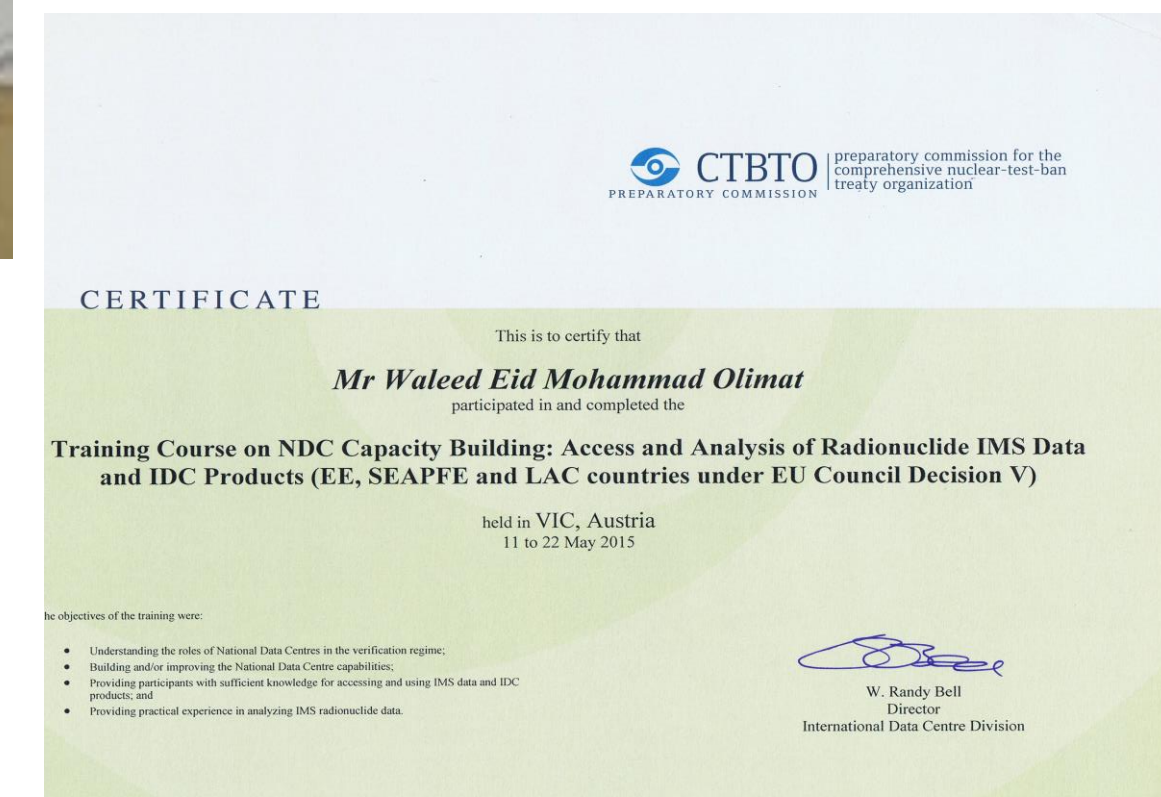 CTBTO
PREPARATORY COMMISSION
preparatory commission for the
comprehensive nuclear-test-ban
treaty organization
CERTIFICATE
This is to certify that
Mr Waleed Eid Mohammad Olimat
participated in and completed the
Training Course on NDC Capacity Building: Access and Analysis of Radionuclide IMS Data
and IDC Products (EE, SEAPFE and LAC countries under EU Council Decision V)
held in VIC, Austria
11 to 22 May 2015
he objectives of the training were:
• Understanding the roles of National Data Centres in the verification regime;
• Building and/or improving the National Data Centre capabilities;
• Providing participants with sufficient knowledge for accessing and using IMS data and IDC
products; and
• Providing practical experience in analyzing IMS radionuclide data.
W. Randy Bell
Director
International Data Centre Division